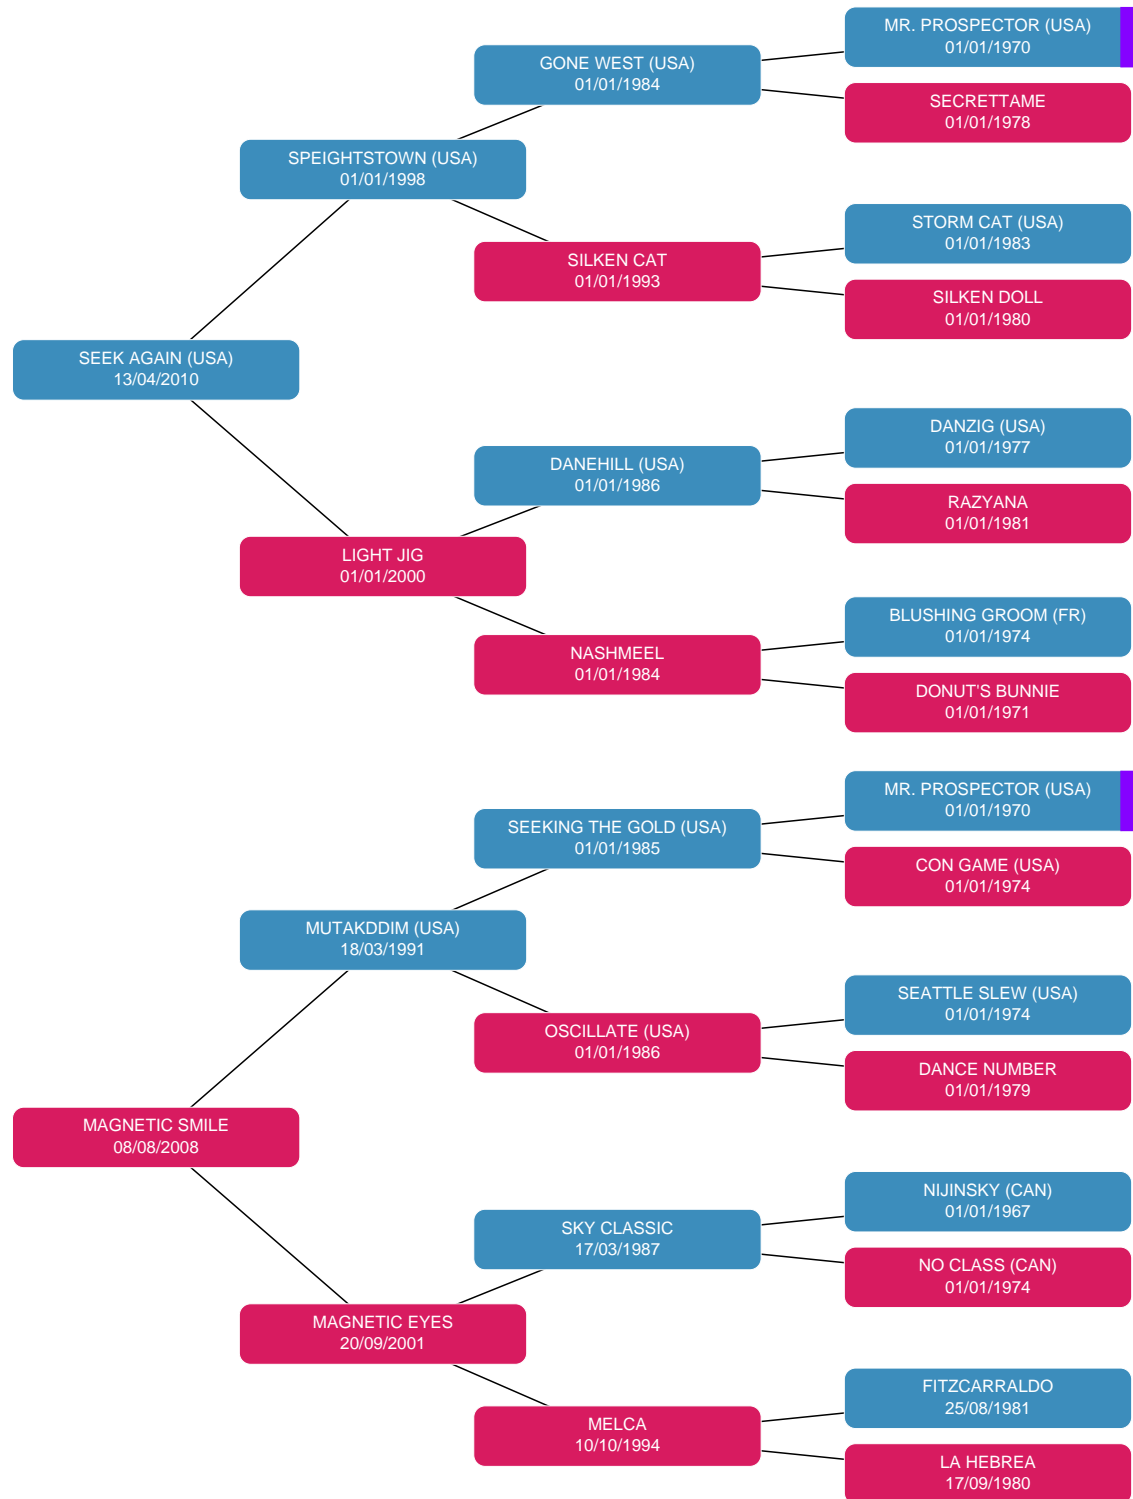 MR. PROSPECTOR (USA)
01/01/1970
GONE WEST (USA)
01/01/1984
SECRETTAME
01/01/1978
SPEIGHTSTOWN (USA)
01/01/1998
STORM CAT (USA)
01/01/1983
SILKEN CAT
01/01/1993
SILKEN DOLL
01/01/1980
SEEK AGAIN (USA)
13/04/2010
DANZIG (USA)
01/01/1977
DANEHILL (USA)
01/01/1986
RAZYANA
01/01/1981
LIGHT JIG
01/01/2000
BLUSHING GROOM (FR)
01/01/1974
NASHMEEL
01/01/1984
DONUT'S BUNNIE
01/01/1971
MR. PROSPECTOR (USA)
01/01/1970
SEEKING THE GOLD (USA)
01/01/1985
CON GAME (USA)
01/01/1974
MUTAKDDIM (USA)
18/03/1991
SEATTLE SLEW (USA)
01/01/1974
OSCILLATE (USA)
01/01/1986
DANCE NUMBER
01/01/1979
MAGNETIC SMILE
08/08/2008
NIJINSKY (CAN)
01/01/1967
SKY CLASSIC
17/03/1987
NO CLASS (CAN)
01/01/1974
MAGNETIC EYES
20/09/2001
FITZCARRALDO
25/08/1981
MELCA
10/10/1994
LA HEBREA
17/09/1980